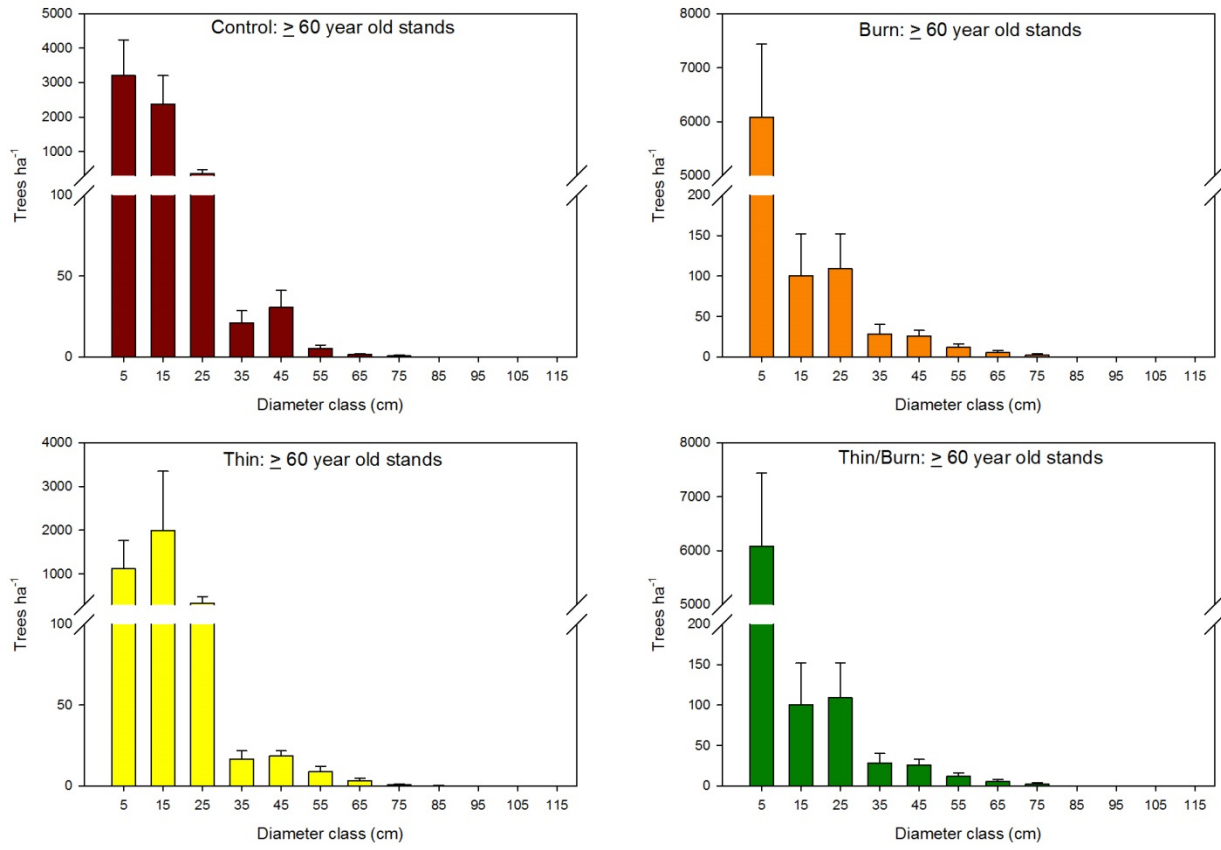 Control: ≥ 60 year old stands
5000
4000
3000
2000
1000
100
50
0
Trees ha⁻¹
5 15 25 35 45 55 65 75 85 95 105 115
Diameter class (cm)
Burn: ≥ 60 year old stands
8000
7000
6000
5000
200
150
100
50
0
Trees ha⁻¹
5 15 25 35 45 55 65 75 85 95 105 115
Diameter class (cm)
Thin: ≥ 60 year old stands
4000
3000
2000
1000
100
50
0
Trees ha⁻¹
5 15 25 35 45 55 65 75 85 95 105 115
Diameter class (cm)
Thin/Burn: ≥ 60 year old stands
8000
7000
6000
5000
200
150
100
50
0
Trees ha⁻¹
5 15 25 35 45 55 65 75 85 95 105 115
Diameter class (cm)